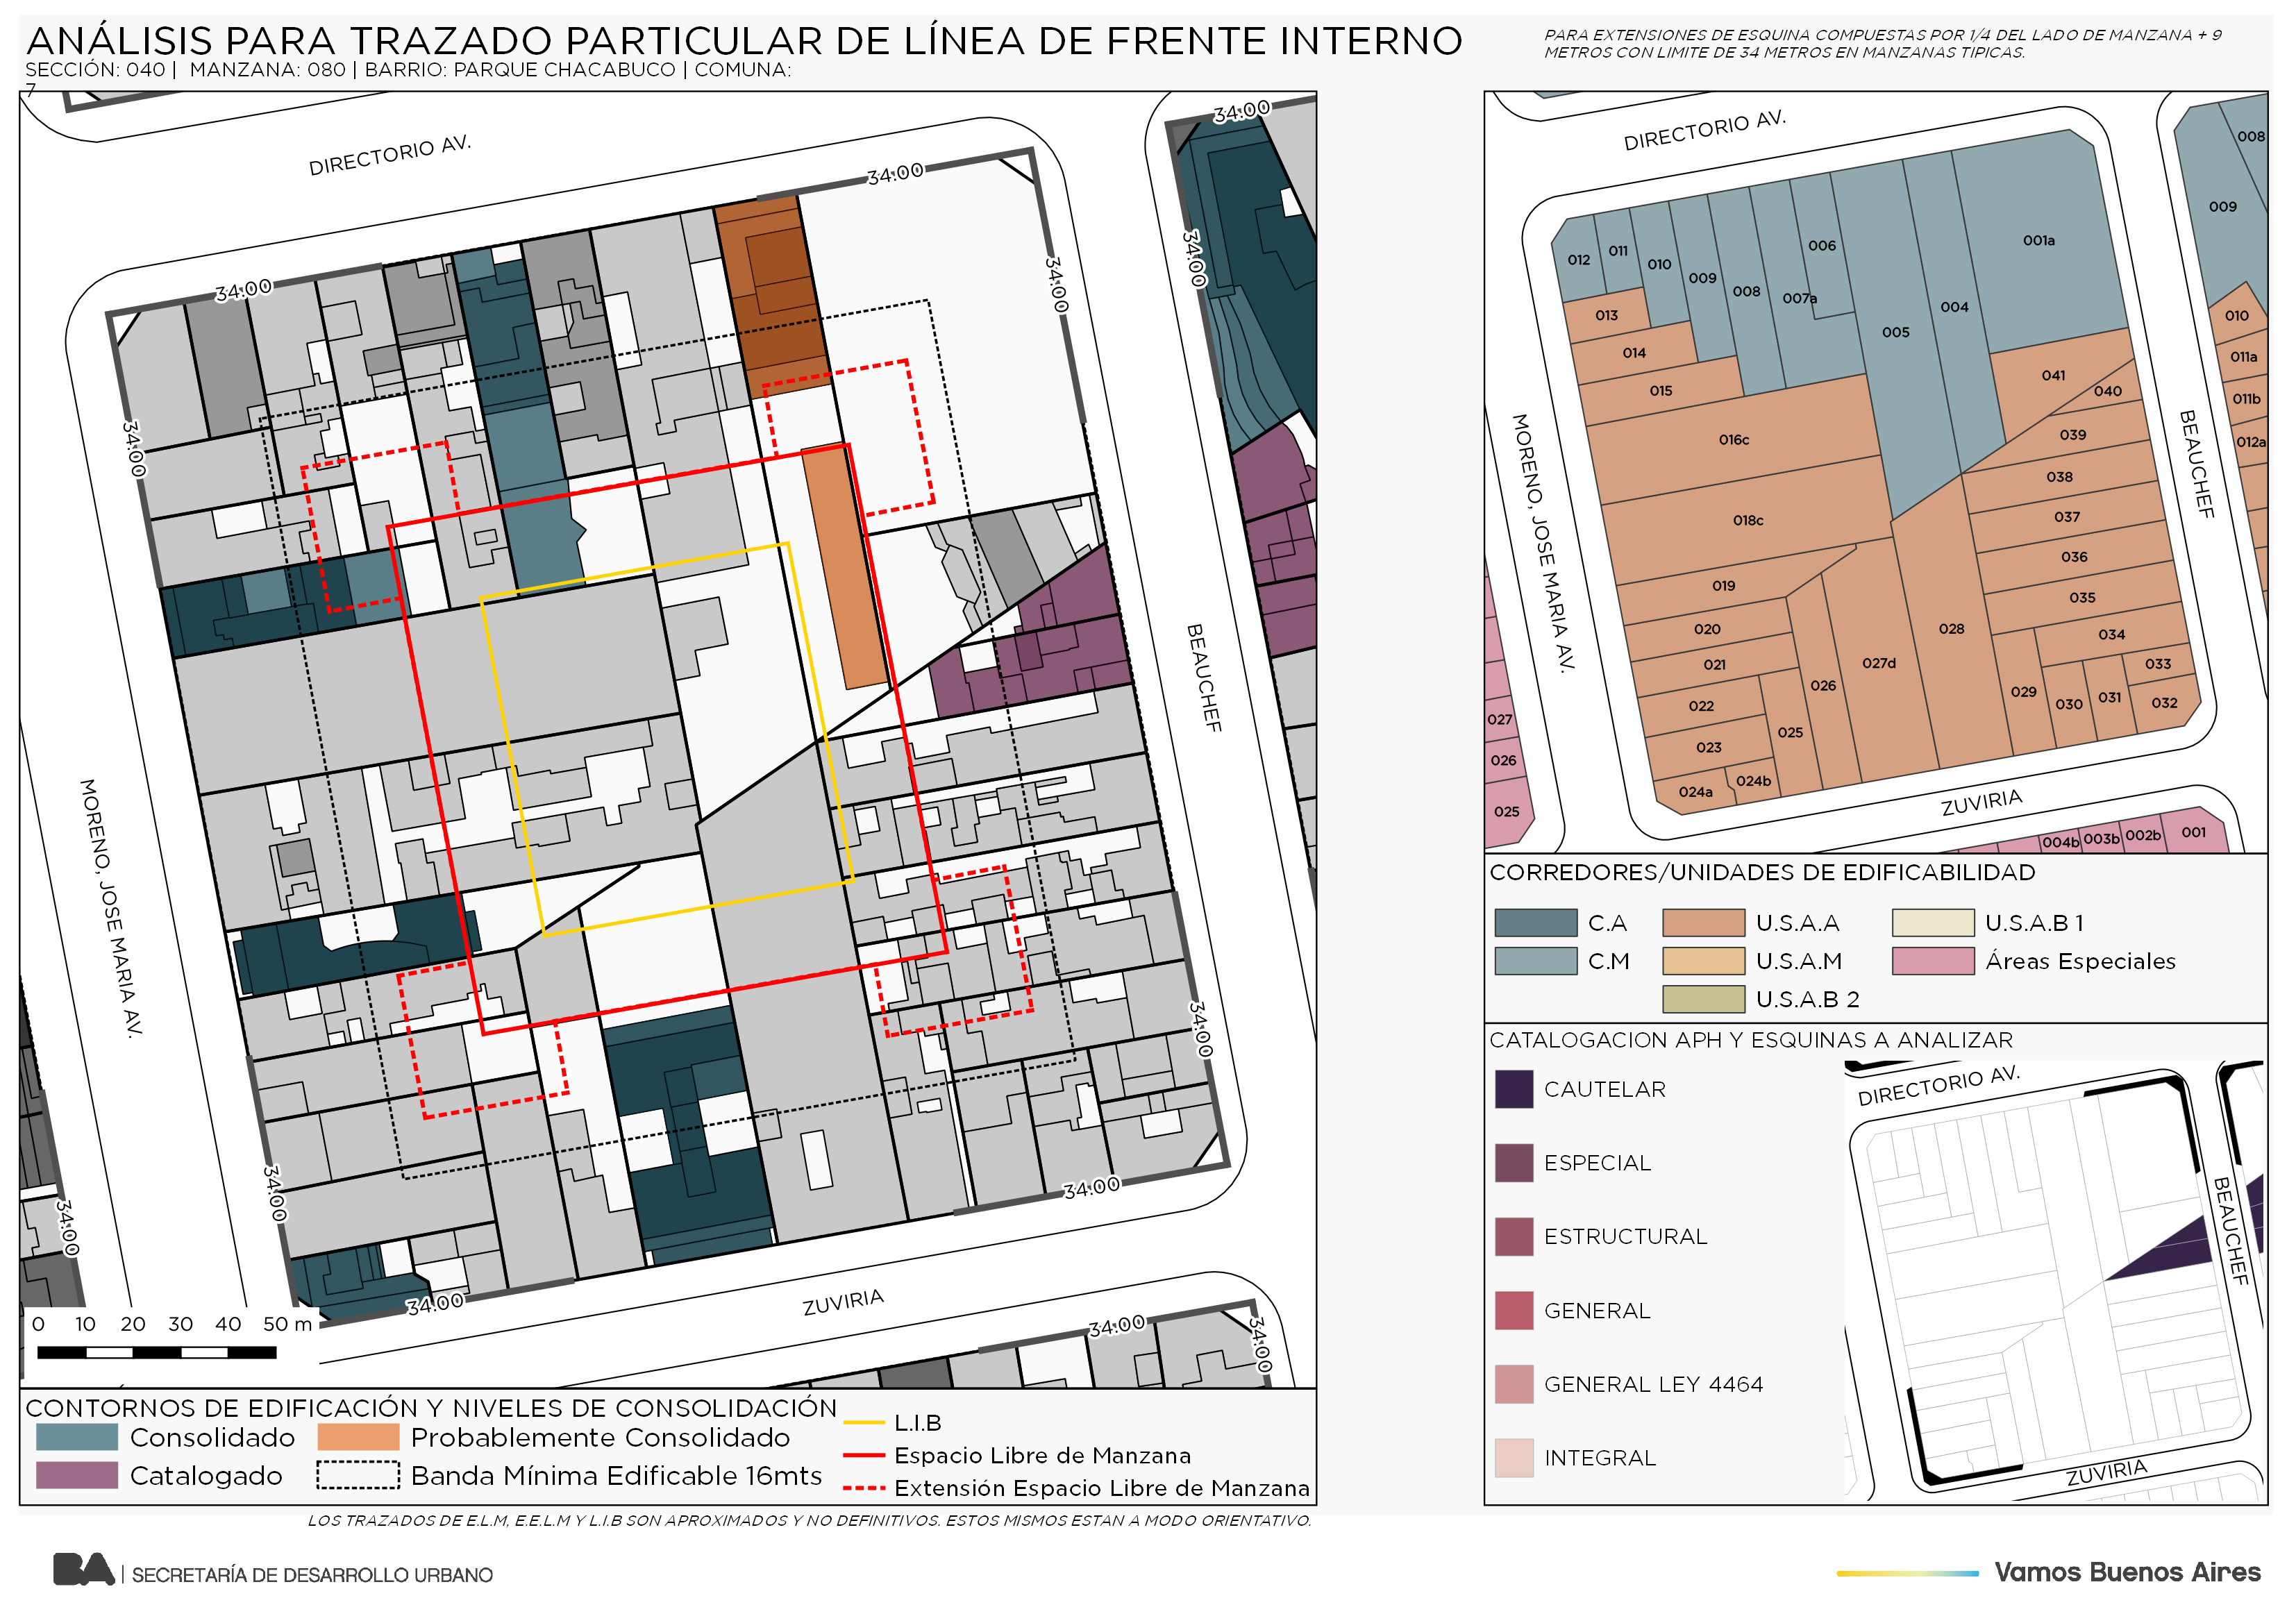 ANÁLISIS PARA TRAZADO PARTICULAR DE LÍNEA DE FRENTE INTERNO
SECCIÓN: 040 | MANZANA: 080 | BARRIO: PARQUE CHACABUCO | COMUNA:
7
PARA EXTENSIONES DE ESQUINA COMPUESTAS POR 1/4 DEL LADO DE MANZANA + 9
METROS CON LIMITE DE 34 METROS EN MANZANAS TIPICAS.
DIRECTORIO AV.
34:00
34:00
34:00
34:00
34:00
34:00
BEAUCHEF
MORENO, JOSE MARIA AV.
34:00
34:00
34:00
34:00
34:00
ZUVIRIA
34:00
34:00
0 10 20 30 40 50 m
CONTORNOS DE EDIFICACIÓN Y NIVELES DE CONSOLIDACIÓN
Consolidado
Probablemente Consolidado
Catalogado
Banda Mínima Edificable 16mts
L.I.B
Espacio Libre de Manzana
Extensión Espacio Libre de Manzana
LOS TRAZADOS DE E.L.M, E.E.L.M Y L.I.B SON APROXIMADOS Y NO DEFINITIVOS. ESTOS MISMOS ESTAN A MODO ORIENTATIVO.
DIRECTORIO AV.
MORENO, JOSE MARIA AV.
BEAUCHEF
ZUVIRIA
008
009
010
011a
011b
012a
012
011
010
009
008
007a
006
005
004
001a
013
014
015
016c
018c
019
020
021
022
023
024a
024b
025
026
027d
028
029
030
031
032
033
034
035
036
037
038
039
040
041
027
026
025
004b
003b
002b
001
CORREDORES/UNIDADES DE EDIFICABILIDAD
C.A
U.S.A.A
U.S.A.B 1
C.M
U.S.A.M
Áreas Especiales
U.S.A.B 2
CATALOGACION APH Y ESQUINAS A ANALIZAR
CAUTELAR
ESPECIAL
ESTRUCTURAL
GENERAL
GENERAL LEY 4464
INTEGRAL
DIRECTORIO AV.
BEAUCHEF
ZUVIRIA
BA | SECRETARÍA DE DESARROLLO URBANO
Vamos Buenos Aires